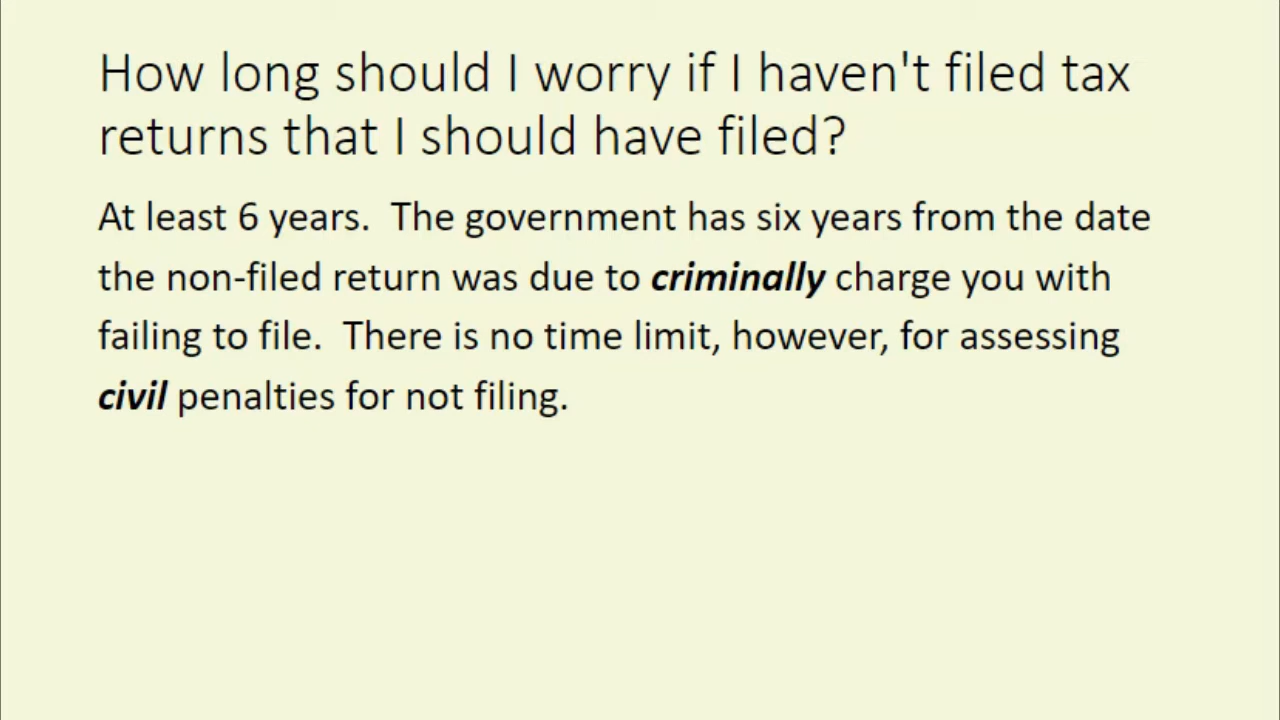 How long should I worry if I haven't filed tax
returns that I should have filed?
At least 6 years.  The government has six years from the date
the non-filed return was due to criminally charge you with
failing to file.  There is no time limit, however, for assessing
civil penalties for not filing.